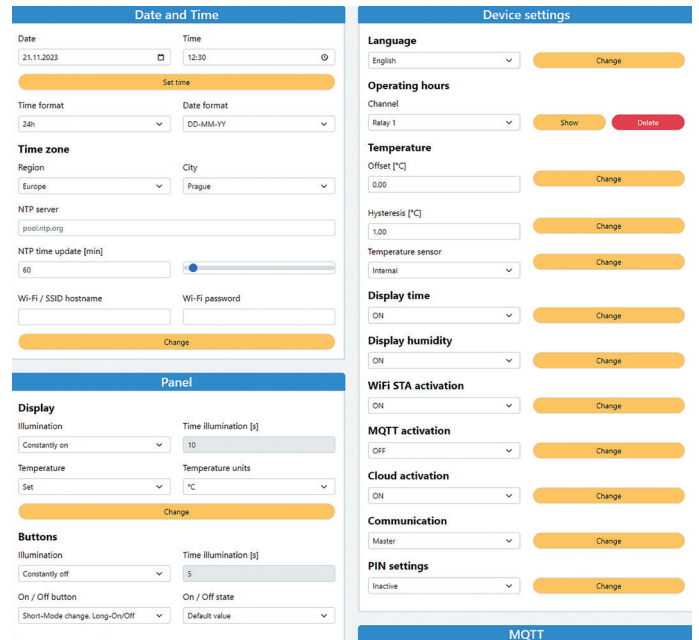 Date and Time
Date
Time
21.11.2023
12:30
Set time
Time format
Date format
24h
DD-MM-YY
Time zone
Region
City
Europe
Prague
NTP server
pool.ntp.org
NTP time update [min]
60
Wi-Fi / SSID hostname
Wi-Fi password
Change
Panel
Display
Illumination
Time illumination [s]
Constantly on
10
Temperature
Temperature units
Set
°C
Change
Buttons
Illumination
Time illumination [s]
Constantly off
5
On / Off button
On / Off state
Short-Mode change, Long-On/Off
Default value
Device settings
Language
English
Change
Operating hours
Channel
Relay 1
Show
Delete
Temperature
Offset [°C]
0,00
Change
Hysteresis [°C]
1,00
Change
Temperature sensor
Internal
Change
Display time
ON
Change
Display humidity
ON
Change
WiFi STA activation
ON
Change
MQTT activation
OFF
Change
Cloud activation
ON
Change
Communication
Master
Change
PIN settings
Inactive
Change
MQTT